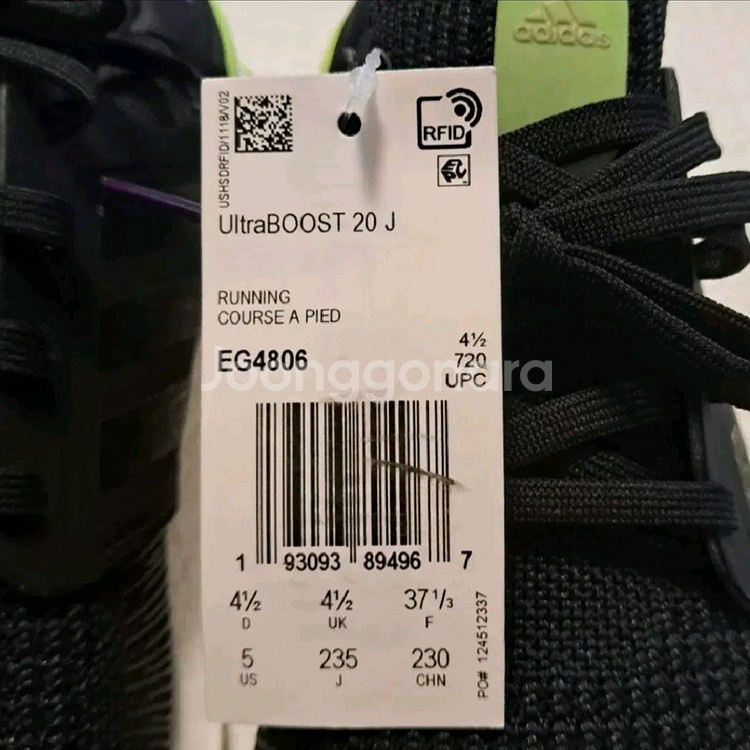 adidas
USHSDRFID/1118/V02
RFID
UltraBOOST 20 J
RUNNING
COURSE A PIED
4½
EG4806
720
UPC
Joonggonara
1 93093 89496 7
4½ 4½ 37 1/3
D UK F
5 235 230
US J CHN
PO# 124512337